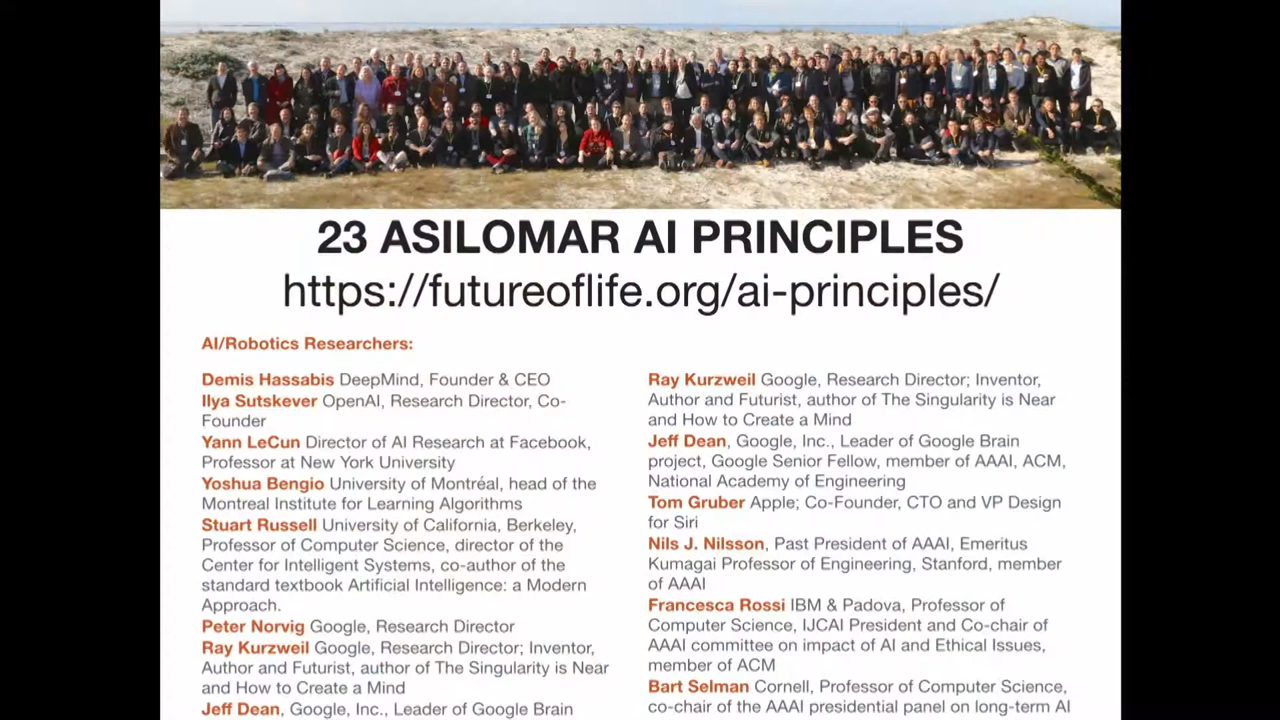 23 ASILOMAR AI PRINCIPLES
https://futureoflife.org/ai-principles/
AI/Robotics Researchers:
Demis Hassabis DeepMind, Founder & CEO
Ilya Sutskever OpenAI, Research Director, Co-
Founder
Yann LeCun Director of AI Research at Facebook,
Professor at New York University
Yoshua Bengio University of Montréal, head of the
Montreal Institute for Learning Algorithms
Stuart Russell University of California, Berkeley,
Professor of Computer Science, director of the
Center for Intelligent Systems, co-author of the
standard textbook Artificial Intelligence: a Modern
Approach.
Peter Norvig Google, Research Director
Ray Kurzweil Google, Research Director; Inventor,
Author and Futurist, author of The Singularity is Near
and How to Create a Mind
Jeff Dean, Google, Inc., Leader of Google Brain
Ray Kurzweil Google, Research Director; Inventor,
Author and Futurist, author of The Singularity is Near
and How to Create a Mind
Jeff Dean, Google, Inc., Leader of Google Brain
project, Google Senior Fellow, member of AAAI, ACM,
National Academy of Engineering
Tom Gruber Apple; Co-Founder, CTO and VP Design
for Siri
Nils J. Nilsson, Past President of AAAI, Emeritus
Kumagai Professor of Engineering, Stanford, member
of AAAI
Francesca Rossi IBM & Padova, Professor of
Computer Science, IJCAI President and Co-chair of
AAAI committee on impact of AI and Ethical Issues,
member of ACM
Bart Selman Cornell, Professor of Computer Science,
co-chair of the AAAI presidential panel on long-term AI